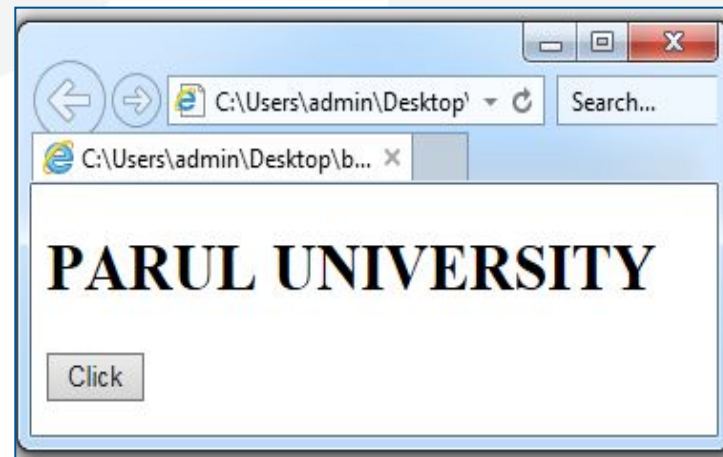 C:\Users\admin\Desktop\
Search...
C:\Users\admin\Desktop\b...
PARUL UNIVERSITY
Click